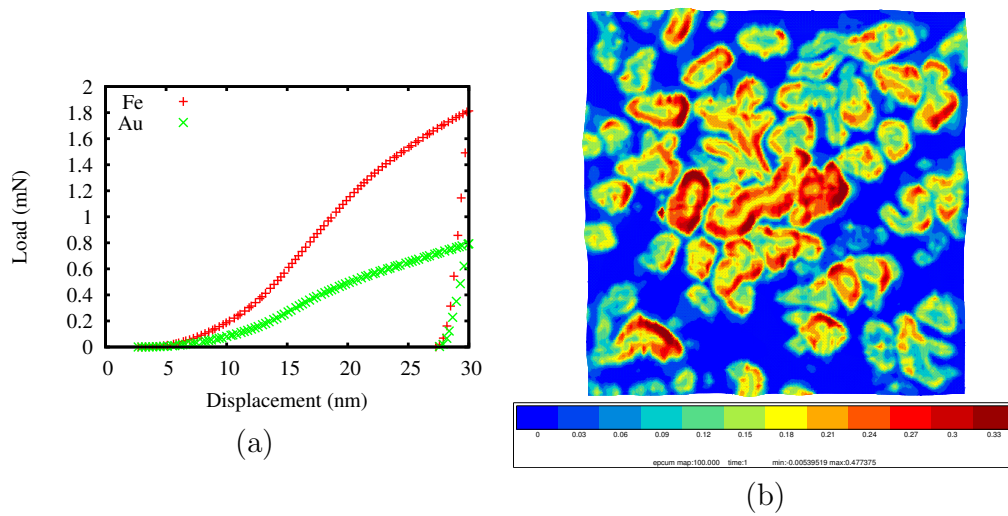 2
1.8
1.6
1.4
1.2
1
0.8
0.6
0.4
0.2
0
Fe
Au
Load (mN)
0 5 10 15 20 25 30
Displacement (nm)
(a)
0 0.03 0.06 0.09 0.12 0.15 0.18 0.21 0.24 0.27 0.3 0.33
epcum map:100.000 time:1 min:-0.00539519 max:0.477375
(b)